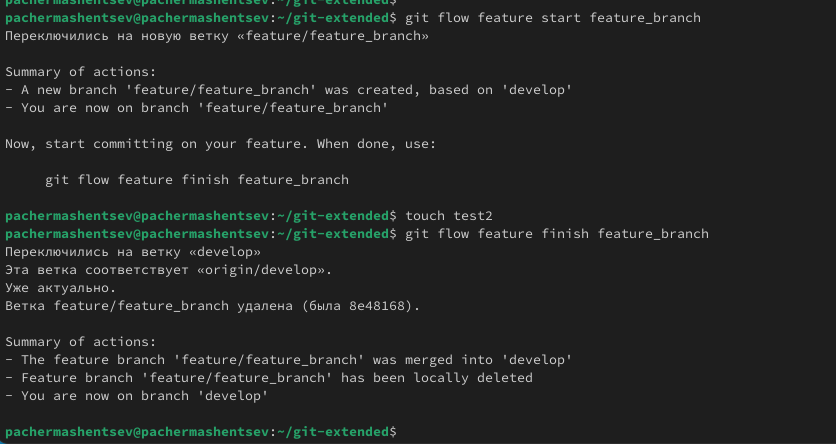 pachermashentsev@pachermashentsev:~/git-extended$
pachermashentsev@pachermashentsev:~/git-extended$ git flow feature start feature_branch
Переключились на новую ветку «feature/feature_branch»
Summary of actions:
- A new branch 'feature/feature_branch' was created, based on 'develop'
- You are now on branch 'feature/feature_branch'
Now, start committing on your feature. When done, use:
git flow feature finish feature_branch
pachermashentsev@pachermashentsev:~/git-extended$ touch test2
pachermashentsev@pachermashentsev:~/git-extended$ git flow feature finish feature_branch
Переключились на ветку «develop»
Эта ветка соответствует «origin/develop».
Уже актуально.
Ветка feature/feature_branch удалена (была 8e48168).
Summary of actions:
- The feature branch 'feature/feature_branch' was merged into 'develop'
- Feature branch 'feature/feature_branch' has been locally deleted
- You are now on branch 'develop'
pachermashentsev@pachermashentsev:~/git-extended$